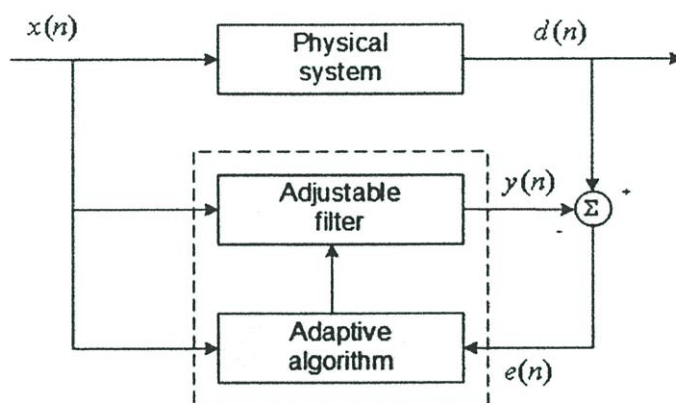 x(n)
Physical
system
d(n)
Adjustable
filter
y(n)
Σ
+
-
Adaptive
algorithm
e(n)